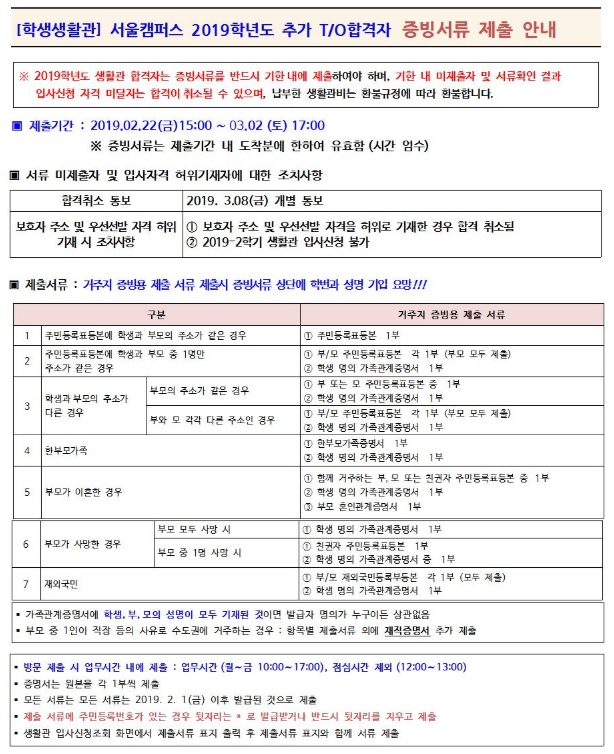 [학생생활관] 서울캠퍼스 2019학년도 추가 T/O합격자 증빙서류 제출 안내
※ 2019학년도 생활관 합격자는 증빙서류를 반드시 기한 내에 제출하여야 하며, 기한 내 미제출자 및 서류확인 결과
입사신청 자격 미달자는 합격이 취소될 수 있으며, 납부한 생활관비는 환불규정에 따라 환불합니다.
▣ 제출기간 : 2019.02.22(금)15:00 ~ 03.02 (토) 17:00
※ 증빙서류는 제출기간 내 도착분에 한하여 유효함 (시간 엄수)
▣ 서류 미제출자 및 입사자격 허위기재자에 대한 조치사항
합격취소 통보 2019. 3.08(금) 개별 통보
보호자 주소 및 우선선발 자격 허위 ① 보호자 주소 및 우선선발 자격을 허위로 기재한 경우 합격 취소됨
기재 시 조치사항 ② 2019-2학기 생활관 입사신청 불가
▣ 제출서류 : 거주지 증빙용 제출 서류 제출시 증빙서류 상단에 학번과 성명 기입 요망!!!
구분 거주지 증빙용 제출 서류
1 주민등록표등본에 학생과 부모의 주소가 같은 경우 ① 주민등록표등본 1부
2 주민등록표등본에 학생과 부모 중 1명만 ① 부/모 주민등록표등본 각 1부 (부모 모두 제출)
주소가 같은 경우 ② 학생 명의 가족관계증명서 1부
3 학생과 부모의 주소가 부모의 주소가 같은 경우 ① 부 또는 모 주민등록표등본 중 1부
② 학생 명의 가족관계증명서 1부
다른 경우 부와 모 각각 다른 주소인 경우 ① 부/모 주민등록표등본 각 1부 (부모 모두 제출)
② 학생 명의 가족관계증명서 1부
4 한부모가족 ① 한부모가족증명서 1부
② 학생 명의 가족관계증명서 1부
5 부모가 이혼한 경우 ① 함께 거주하는 부, 모 또는 친권자 주민등록표등본 중 1부
② 학생 명의 가족관계증명서 1부
③ 부모 혼인관계증명서 1부
6 부모가 사망한 경우 부모 모두 사망 시 ① 학생 명의 가족관계증명서 1부
부모 중 1명 사망 시 ① 친권자 주민등록표등본 1부
② 학생 명의 가족관계증명서 중 1부
7 재외국민 ① 부/모 재외국민등록부등본 각 1부 (모두 제출)
② 학생 명의 가족관계증명서 1부
▪ 가족관계증명서에 학생, 부, 모의 성명이 모두 기재된 것이면 발급자 명의가 누구이든 상관없음
▪ 부모 중 1인이 직장 등의 사유로 수도권에 거주하는 경우 : 항목별 제출서류 외에 재직증명서 추가 제출
▪ 방문 제출 시 업무시간 내에 제출 : 업무시간 (월~금 10:00~17:00), 점심시간 제외 (12:00~13:00)
▪ 증명서는 원본을 각 1부씩 제출
▪ 모든 서류는 모든 서류는 2019. 2. 1(금) 이후 발급된 것으로 제출
▪ 제출 서류에 주민등록번호가 있는 경우 뒷자리는 * 로 발급받거나 반드시 뒷자리를 지우고 제출
▪ 생활관 입사신청조회 화면에서 제출서류 표지 출력 후 제출서류 표지와 함께 서류 제출